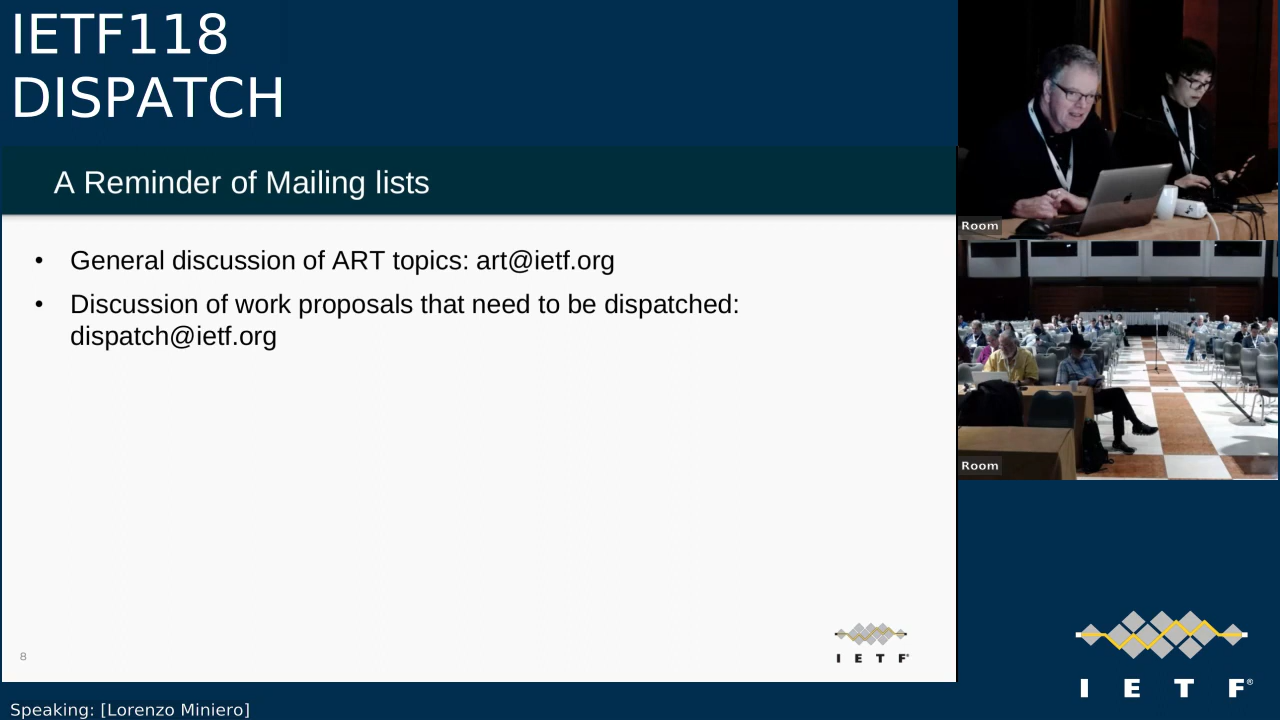 IETF118
DISPATCH
A Reminder of Mailing lists
• General discussion of ART topics: art@ietf.org
• Discussion of work proposals that need to be dispatched:
dispatch@ietf.org
8
I E T F®
Room
Room
I E T F®
Speaking: [Lorenzo Miniero]